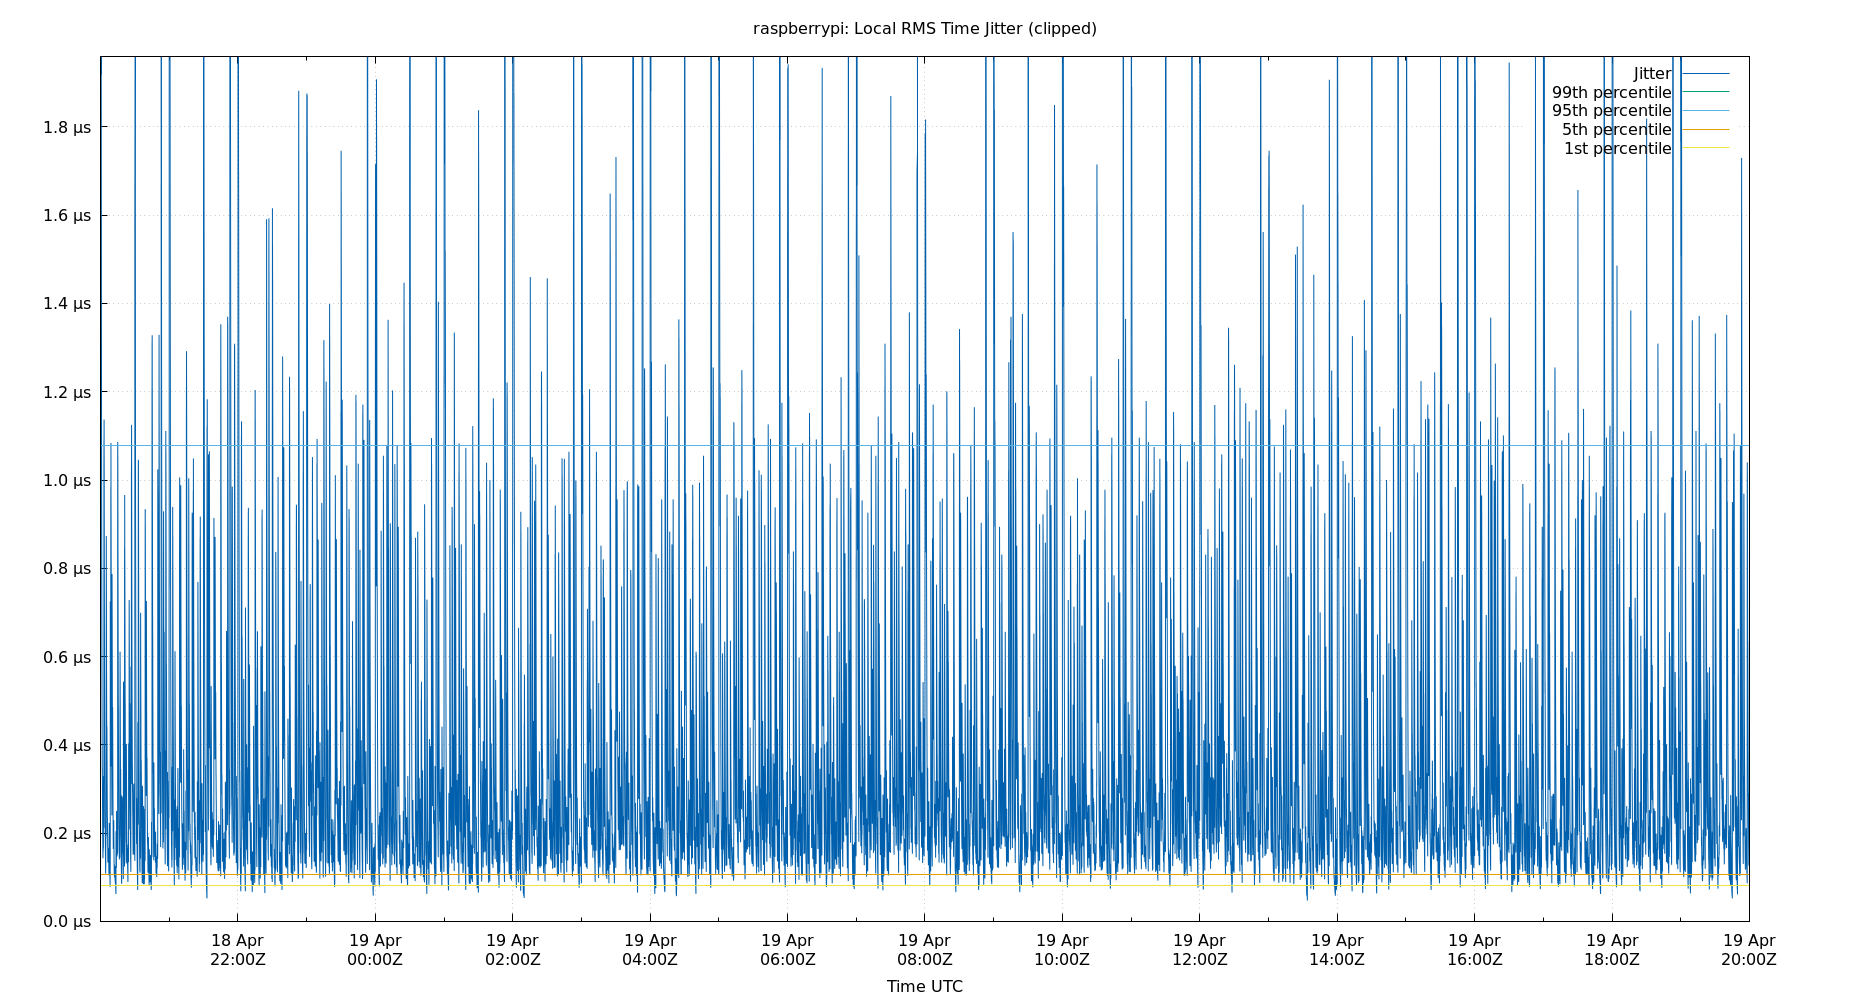 raspberrypi: Local RMS Time Jitter (clipped)
Jitter
99th percentile
95th percentile
5th percentile
1st percentile
1.8 µs
1.6 µs
1.4 µs
1.2 µs
1.0 µs
0.8 µs
0.6 µs
0.4 µs
0.2 µs
0.0 µs
18 Apr 19 Apr 19 Apr 19 Apr 19 Apr 19 Apr 19 Apr 19 Apr 19 Apr 19 Apr 19 Apr 19 Apr
22:00Z 00:00Z 02:00Z 04:00Z 06:00Z 08:00Z 10:00Z 12:00Z 14:00Z 16:00Z 18:00Z 20:00Z
Time UTC